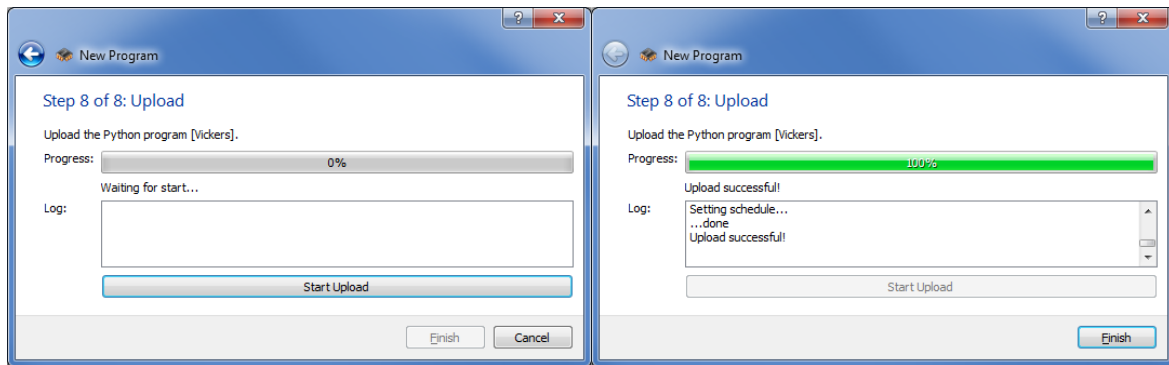 New Program
Step 8 of 8: Upload
Upload the Python program [Vickers].
Progress:
0%
Waiting for start...
Log:
Start Upload
Finish
Cancel
New Program
Step 8 of 8: Upload
Upload the Python program [Vickers].
Progress:
100%
Upload successful!
Log:
Setting schedule...
...done
Upload successful!
Start Upload
Finish